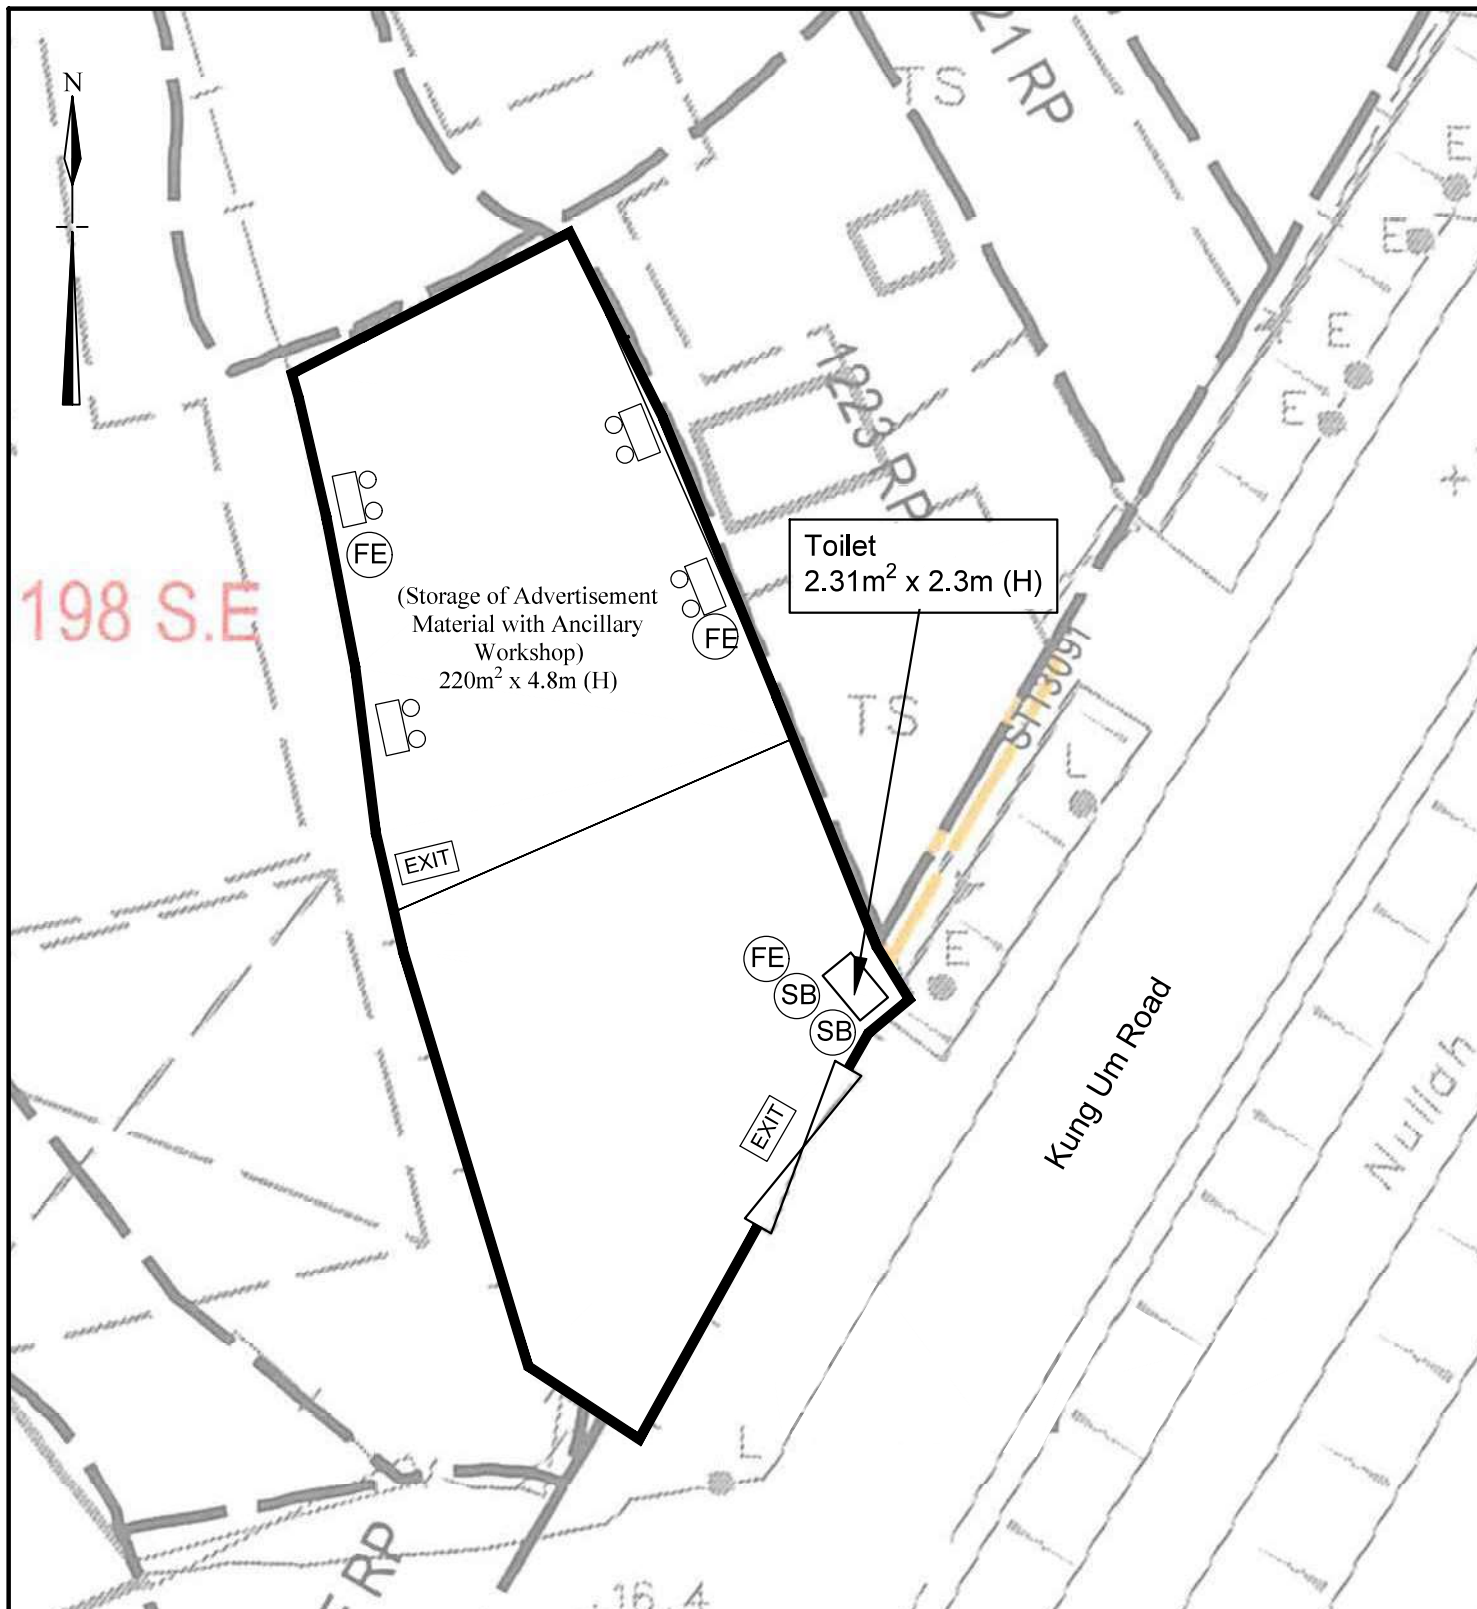 N
21 RP
TS
E
E
E
E
1223 RP
Toilet
2.31m² x 2.3m (H)
FE
(Storage of Advertisement
Material with Ancillary
Workshop)
220m² x 4.8m (H)
FE
198 S.E
TS
STT3091
L
EXIT
FE
SB
SB
E
EXIT
Kung Um Road
Nullah
L
RP
16.4